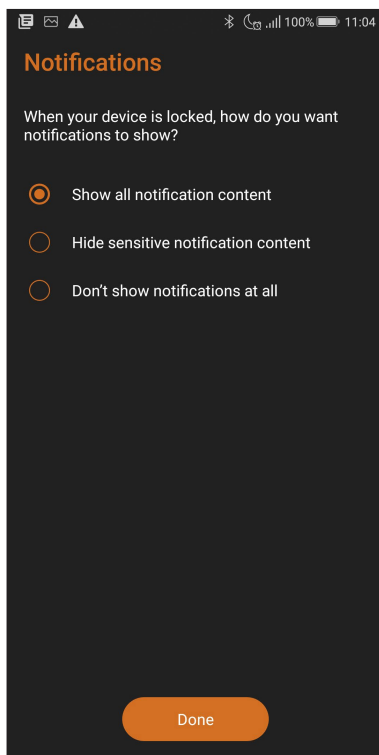 100% 11:04
Notifications
When your device is locked, how do you want
notifications to show?
Show all notification content
Hide sensitive notification content
Don't show notifications at all
Done